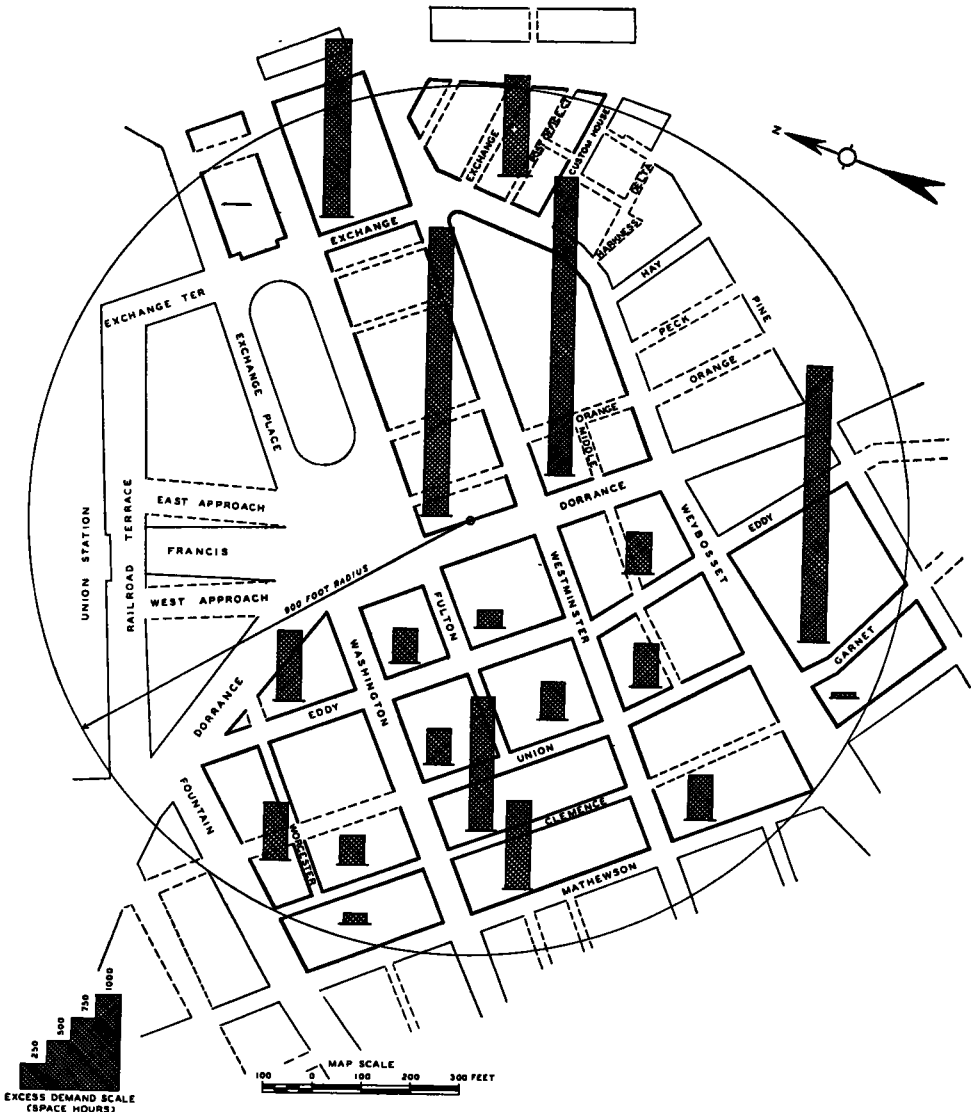 N
EXCHANGE
CUSTOM HOUSE
HAY
PECK
PINE
ORANGE
EXCHANGE
EXCHANGE TER
EXCHANGE PLACE
ORANGE
MIDDLE
DORRANCE
WEYBOSSET
EDDY
EAST APPROACH
UNION STATION
RAILROAD TERRACE
FRANCIS
WEST APPROACH
900 FOOT RADIUS
FULTON
WESTMINSTER
WASHINGTON
GARNET
DORRANCE
EDDY
UNION
FOUNTAIN
CLEMENCE
WORCESTER
MATHEWSON
250
500
750
1000
EXCESS DEMAND SCALE
(SPACE HOURS)
MAP SCALE
100 0 100 200 300 FEET